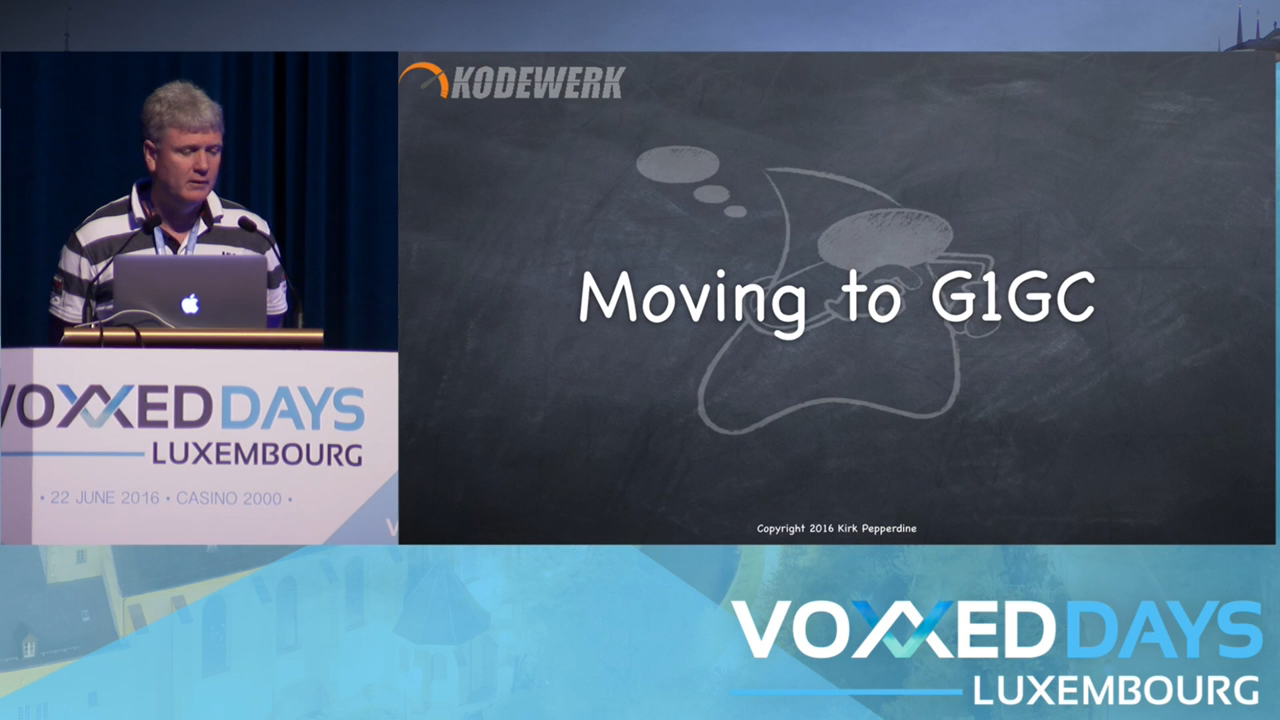 KODEWERK
Moving to G1GC
Copyright 2016 Kirk Pepperdine
VOXXED DAYS
LUXEMBOURG
• 22 JUNE 2016 • CASINO 2000 •
VOXXED DAYS
LUXEMBOURG